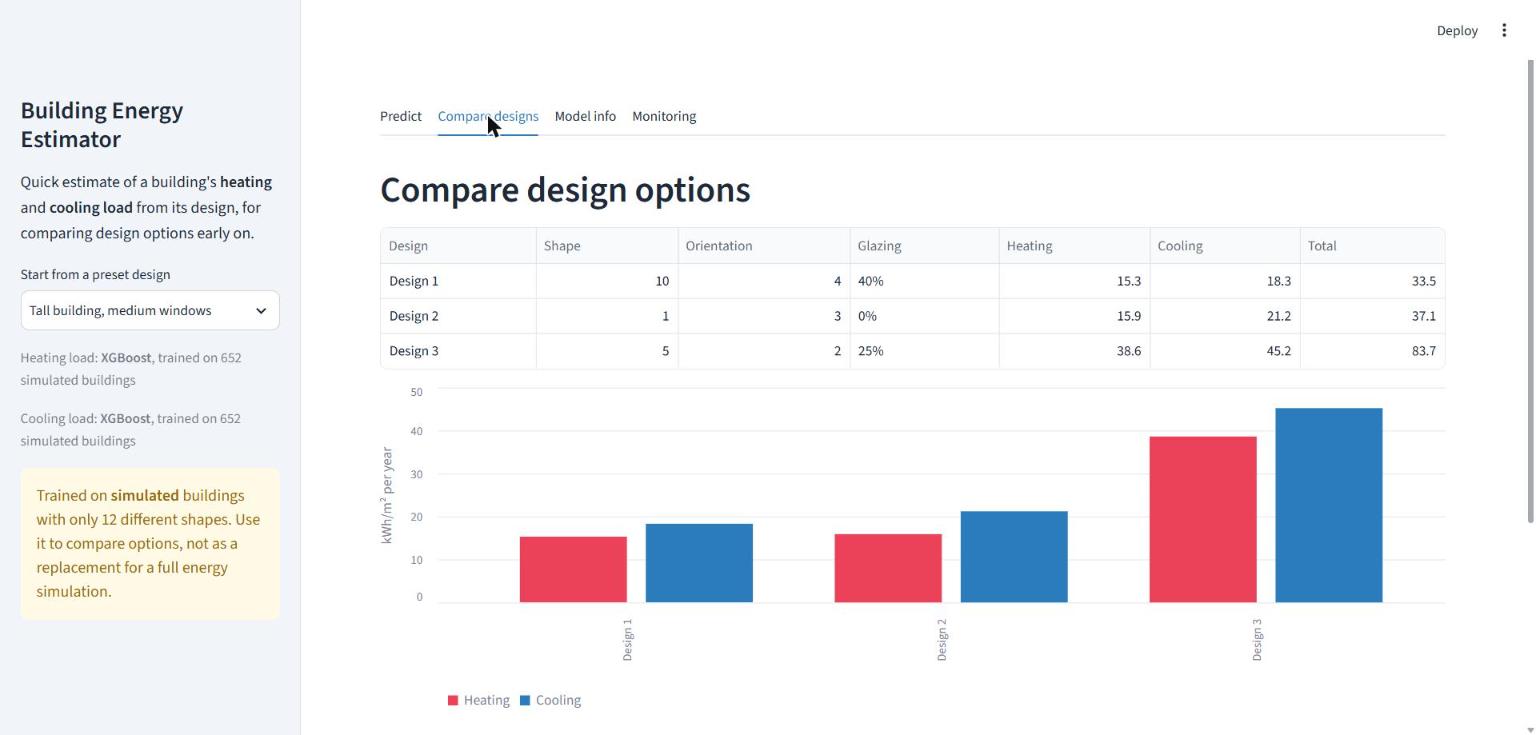 Deploy
Building Energy
Estimator
Quick estimate of a building's heating
and cooling load from its design, for
comparing design options early on.
Start from a preset design
Tall building, medium windows
Heating load: XGBoost, trained on 652
simulated buildings
Cooling load: XGBoost, trained on 652
simulated buildings
Trained on simulated buildings
with only 12 different shapes. Use
it to compare options, not as a
replacement for a full energy
simulation.
Predict Compare designs Model info Monitoring
Compare design options
Design Shape Orientation Glazing Heating Cooling Total
Design 1 10 4 40% 15.3 18.3 33.5
Design 2 1 3 0% 15.9 21.2 37.1
Design 3 5 2 25% 38.6 45.2 83.7
kWh/m² per year
50
40
30
20
10
0
Design 1 Design 2 Design 3
Heating Cooling